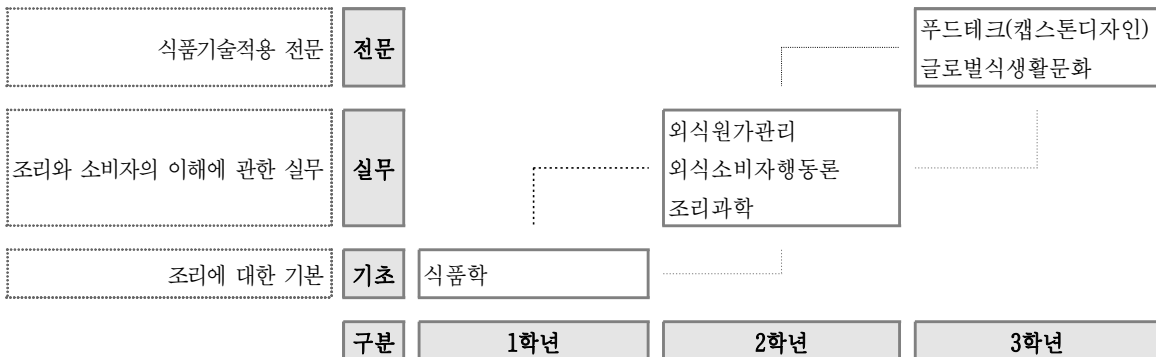 식품기술적용 전문
전문
푸드테크(캡스톤디자인)
글로벌식생활문화
조리와 소비자의 이해에 관한 실무
실무
외식원가관리
외식소비자행동론
조리과학
조리에 대한 기본
기초
식품학
구분
1학년
2학년
3학년